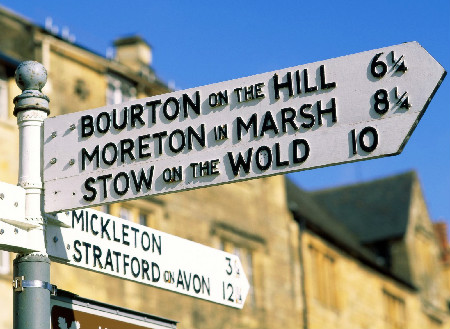 BOURTON ON THE HILL 6¼
MORETON IN MARSH 8¼
STOW ON THE WOLD 10
MICKLETON 3¼
STRATFORD ON AVON 12½